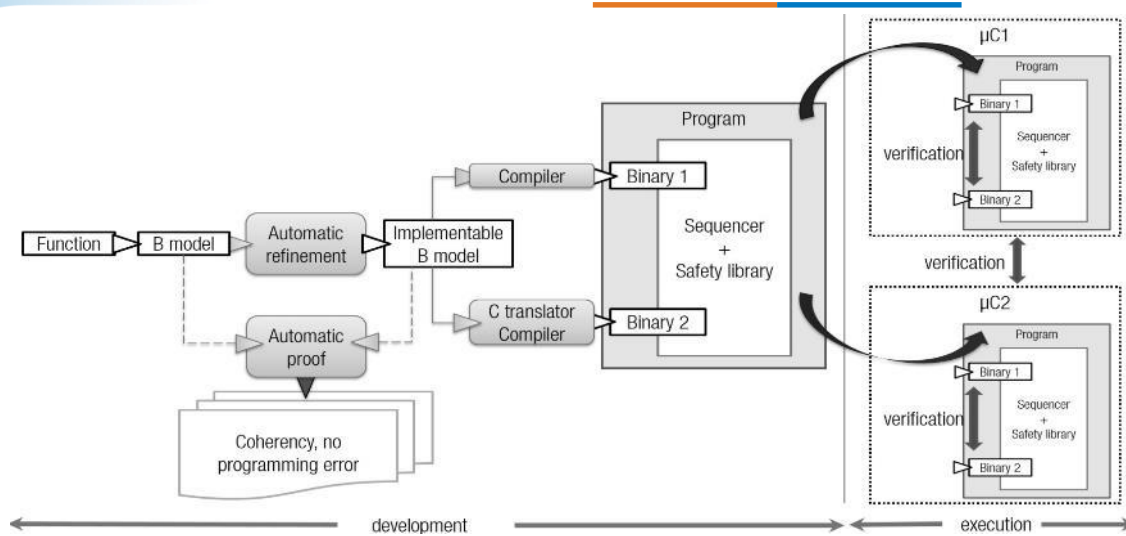 Function
B model
Automatic
refinement
Implementable
B model
Automatic
proof
Coherency, no
programming error
Compiler
C translator
Compiler
Program
Binary 1
Sequencer
+
Safety library
Binary 2
development
µC1
Program
Binary 1
verification
Sequencer
+
Safety library
Binary 2
verification
µC2
Program
Binary 1
verification
Sequencer
+
Safety library
Binary 2
execution